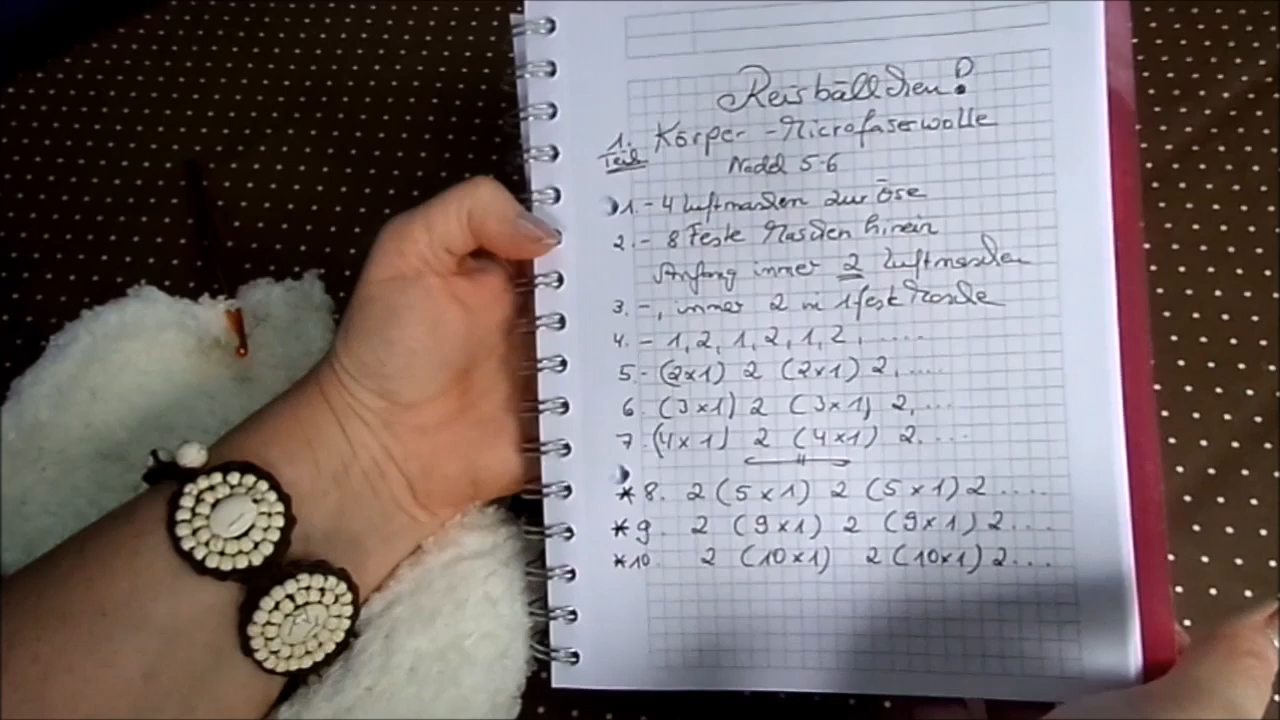 Reisbällchen!
1. Teil Körper - Microfaserwolle
Nadel 5-6
1. - 4 Luftmaschen zur Öse
2. - 8 Feste Maschen hinein
Anfang immer 2 Luftmaschen
3. -, immer 2 in 1 feste Masche
4. - 1, 2, 1, 2, 1, 2, ....
5. - (2x1) 2 (2x1) 2, ....
6. (3x1) 2 (3x1) 2, ...
7. (4x1) 2 (4x1) 2. ....
*8. 2 (5x1) 2 (5x1) 2 ....
*9 2 (9x1) 2 (9x1) 2 ....
*10. 2 (10x1) 2 (10x1) 2 ....